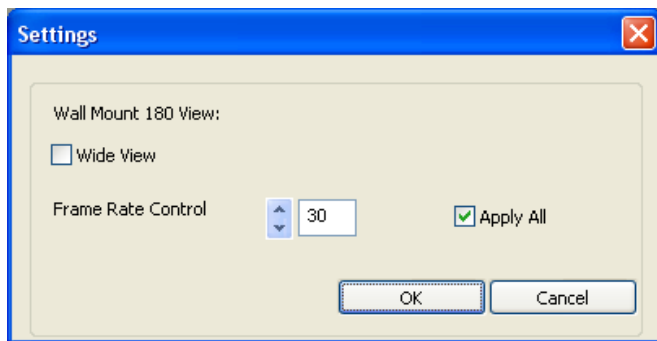 Settings
Wall Mount 180 View:
Wide View
Frame Rate Control 30 Apply All
OK Cancel